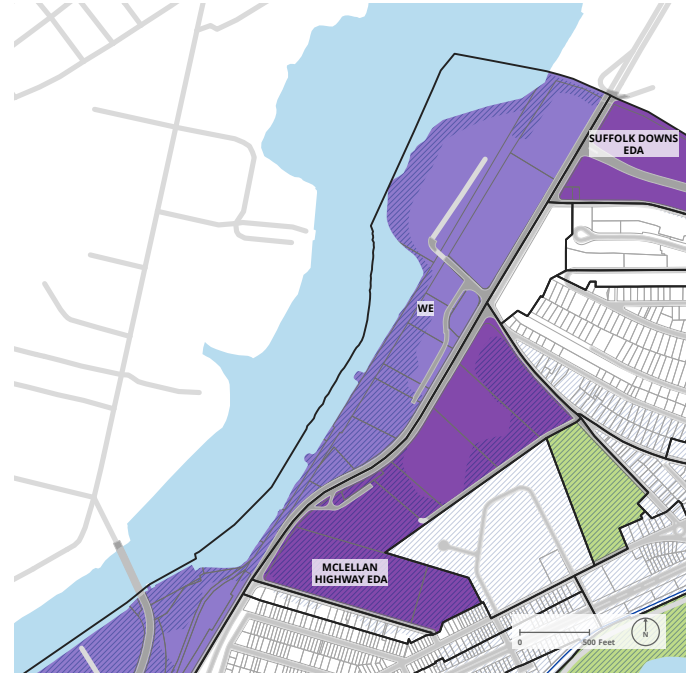 SUFFOLK DOWNS
EDA
WE
MCLELLAN
HIGHWAY EDA
N
0
500 Feet